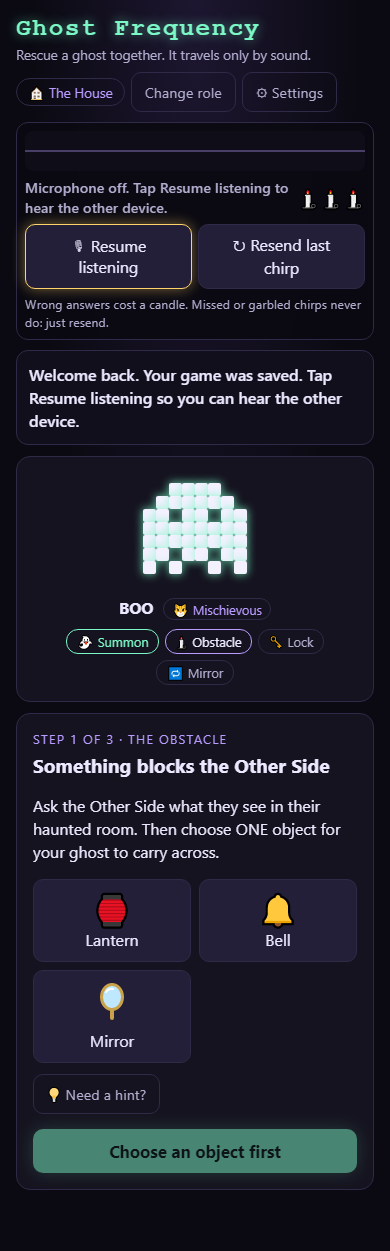 Ghost Frequency
Rescue a ghost together. It travels only by sound.
🏠 The House
Change role
⚙ Settings
Microphone off. Tap Resume listening to
hear the other device.
🎙 Resume
listening
↻ Resend last
chirp
Wrong answers cost a candle. Missed or garbled chirps never
do: just resend.
Welcome back. Your game was saved. Tap
Resume listening so you can hear the other
device.
BOO
Mischievous
Summon
Obstacle
Lock
Mirror
STEP 1 OF 3 · THE OBSTACLE
Something blocks the Other Side
Ask the Other Side what they see in their
haunted room. Then choose ONE object for
your ghost to carry across.
Lantern
Bell
Mirror
Need a hint?
Choose an object first